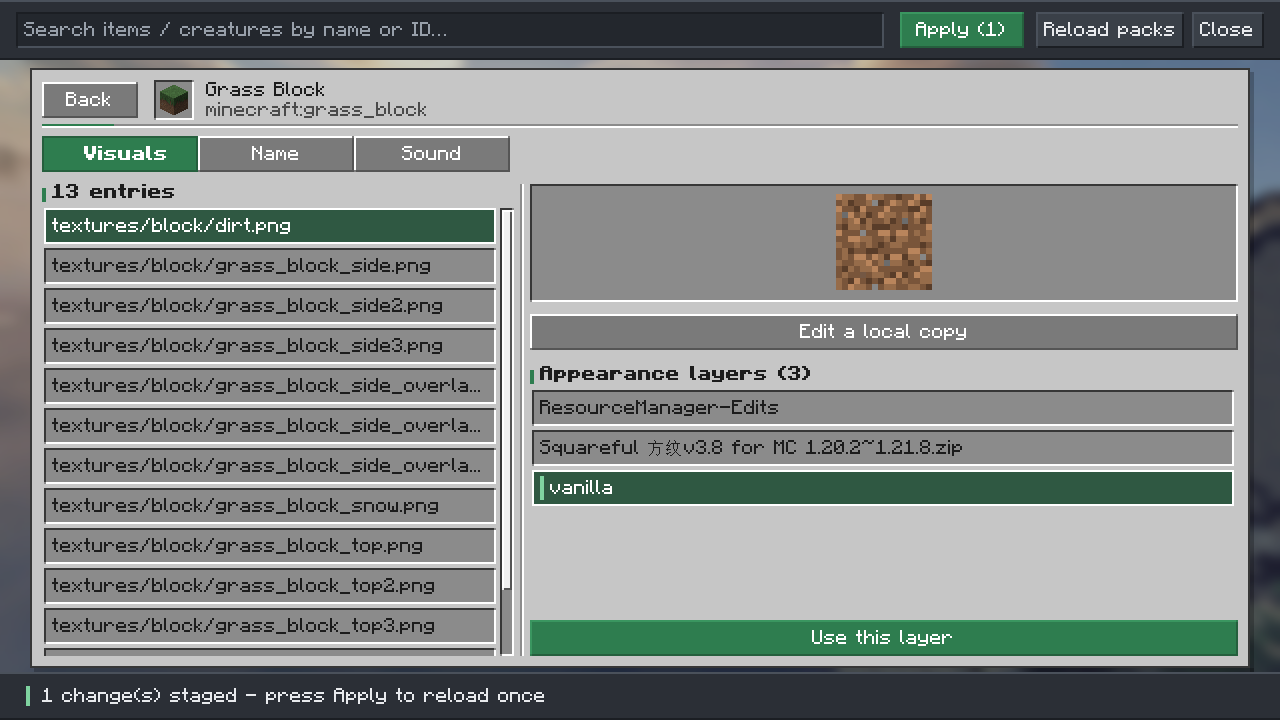 Search items / creatures by name or ID...
Apply (1)
Reload packs
Close
Back
Grass Block
minecraft:grass_block
Visuals
Name
Sound
13 entries
textures/block/dirt.png
textures/block/grass_block_side.png
textures/block/grass_block_side2.png
textures/block/grass_block_side3.png
textures/block/grass_block_side_overla...
textures/block/grass_block_side_overla...
textures/block/grass_block_side_overla...
textures/block/grass_block_snow.png
textures/block/grass_block_top.png
textures/block/grass_block_top2.png
textures/block/grass_block_top3.png
Edit a local copy
Appearance layers (3)
ResourceManager-Edits
Squareful 方纹v3.8 for MC 1.20.2~1.21.8.zip
vanilla
Use this layer
1 change(s) staged - press Apply to reload once